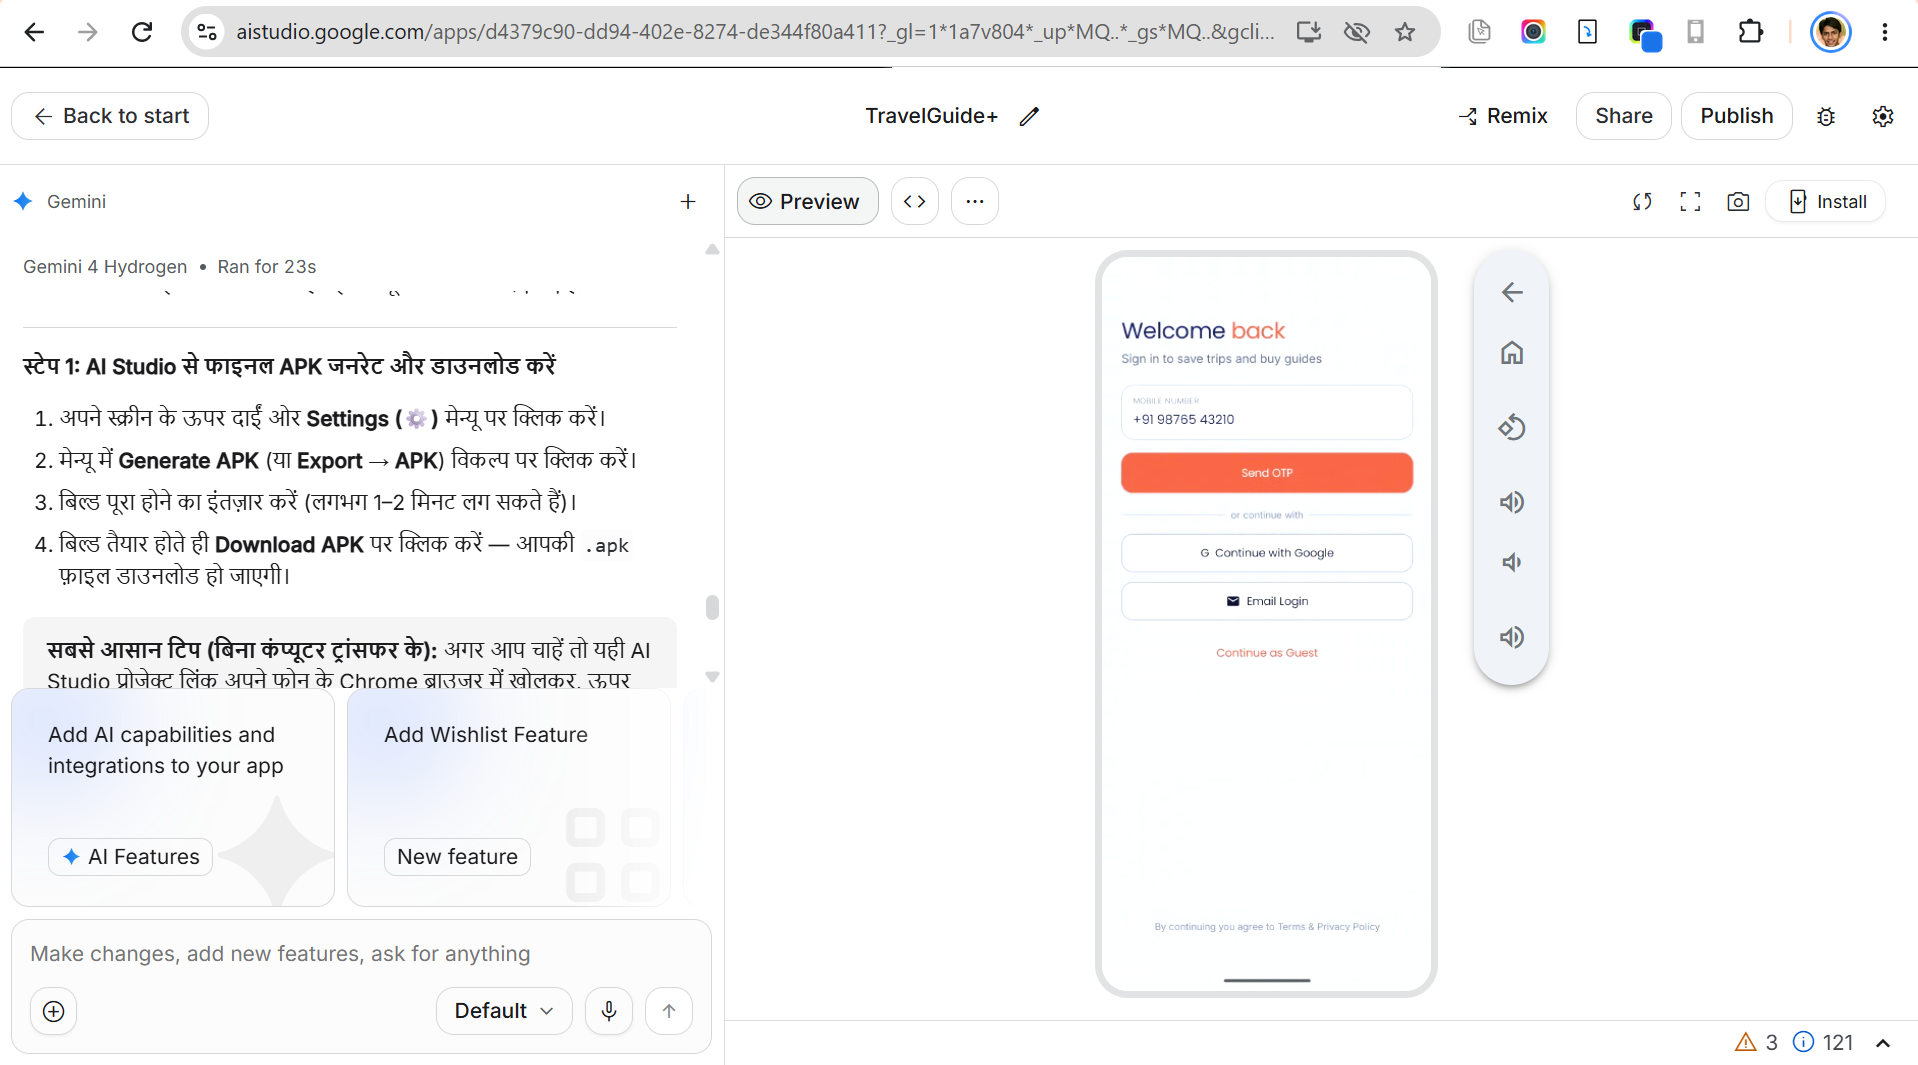 aistudio.google.com/apps/d4379c90-dd94-402e-8274-de344f80a411?_gl=1*1a7v804*_up*MQ..*_gs*MQ..&gcli...
Back to start
TravelGuide+
Remix
Share
Publish
Gemini
Preview
Install
Gemini 4 Hydrogen • Ran for 23s
स्टेप 1: AI Studio से फाइनल APK जनरेट और डाउनलोड करें
1. अपने स्क्रीन के ऊपर दाईं ओर Settings (⚙️) मेन्यू पर क्लिक करें।
2. मेन्यू में Generate APK (या Export → APK) विकल्प पर क्लिक करें।
3. बिल्ड पूरा होने का इंतज़ार करें (लगभग 1–2 मिनट लग सकते हैं)।
4. बिल्ड तैयार होते ही Download APK पर क्लिक करें — आपकी .apk
फ़ाइल डाउनलोड हो जाएगी।
सबसे आसान टिप (बिना कंप्यूटर ट्रांसफर के): अगर आप चाहें तो यही AI
Studio प्रोजेक्ट लिंक अपने फोन के Chrome ब्राउजर में खोलकर, ऊपर
Add AI capabilities and
integrations to your app
AI Features
Add Wishlist Feature
New feature
Make changes, add new features, ask for anything
Default
Welcome back
Sign in to save trips and buy guides
MOBILE NUMBER
+91 98765 43210
Send OTP
or continue with
G Continue with Google
Email Login
Continue as Guest
By continuing you agree to Terms & Privacy Policy
3
121